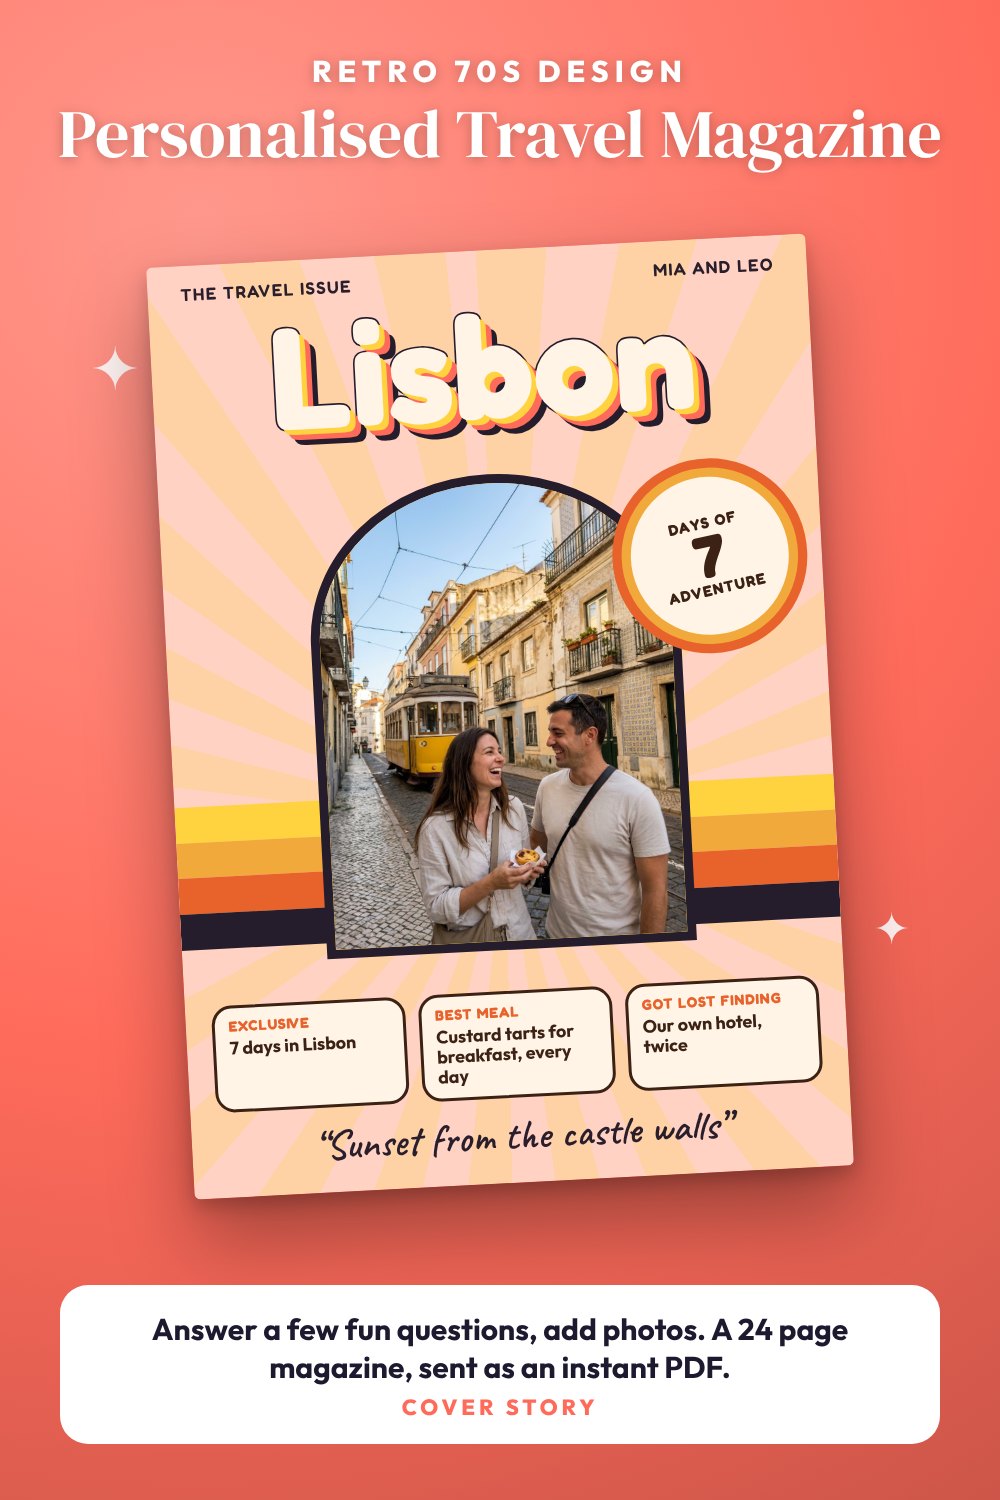 RETRO 70S DESIGN
Personalised Travel Magazine
THE TRAVEL ISSUE
MIA AND LEO
Lisbon
DAYS OF
7
ADVENTURE
EXCLUSIVE
7 days in Lisbon
BEST MEAL
Custard tarts for
breakfast, every
day
GOT LOST FINDING
Our own hotel,
twice
“Sunset from the castle walls”
Answer a few fun questions, add photos. A 24 page
magazine, sent as an instant PDF.
COVER STORY